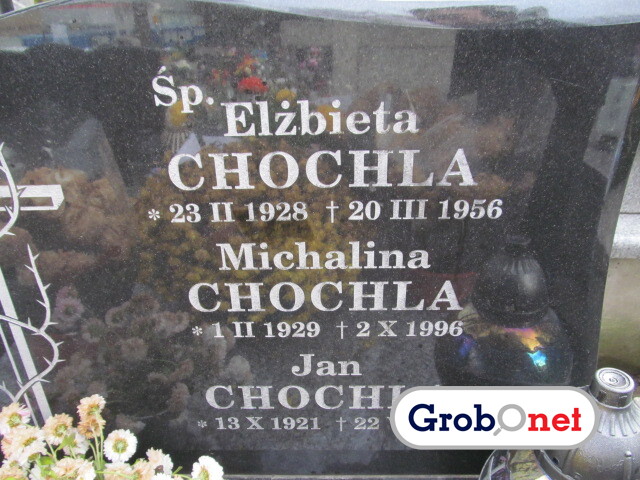 Śp.
Elżbieta
CHOCHLA
* 23 II 1928 † 20 III 1956
Michalina
CHOCHLA
* 1 II 1929 † 2 X 1996
Jan
* 13 X 1921 † 22
Grobonet